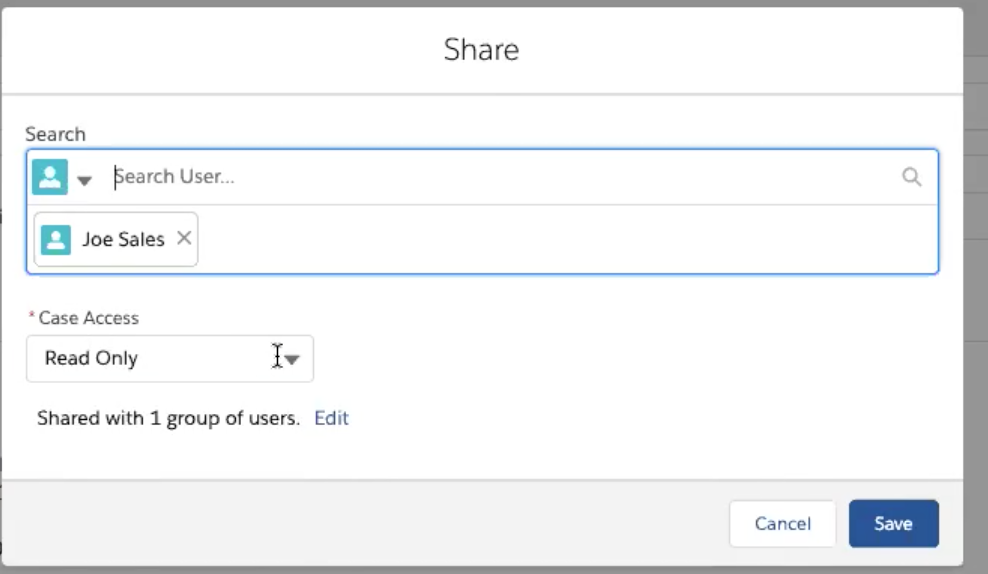 Share
Search
Search User...
Joe Sales
* Case Access
Read Only
Shared with 1 group of users. Edit
Cancel Save